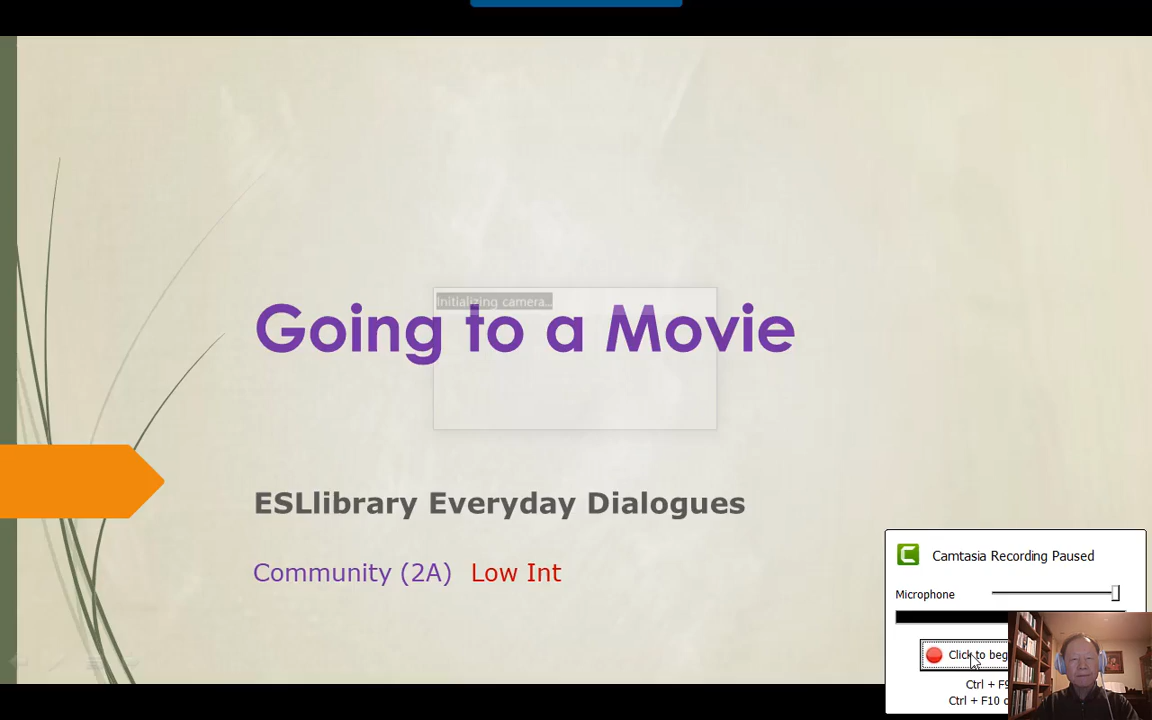 Initializing camera...
Going to a Movie
ESLlibrary Everyday Dialogues
Community (2A) Low Int
Camtasia Recording Paused
Microphone
Click to beg
Ctrl + F9
Ctrl + F10 o